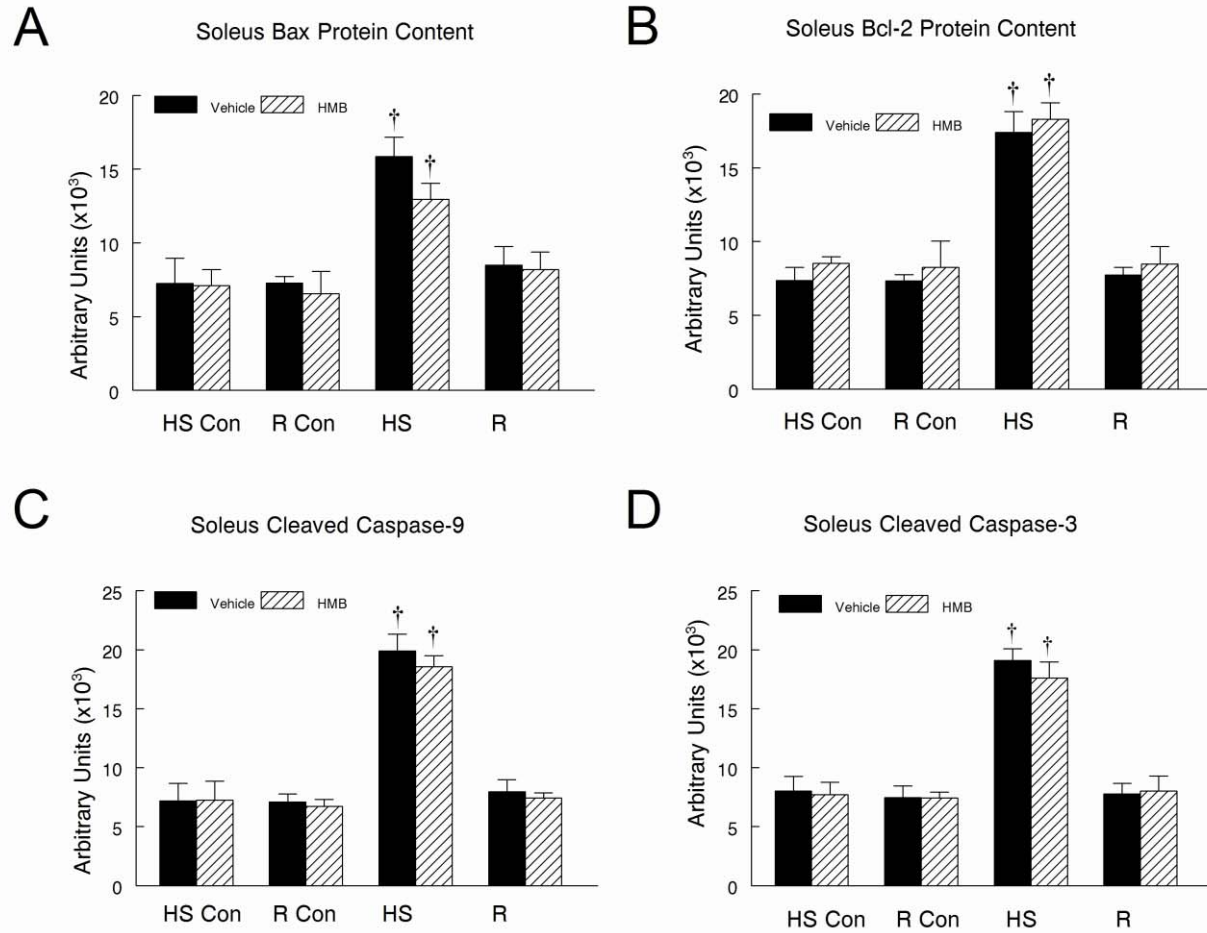 A
Soleus Bax Protein Content
Arbitrary Units (x10³)
20
15
10
5
0
Vehicle HMB
† †
HS Con R Con HS R
B
Soleus Bcl-2 Protein Content
Arbitrary Units (x10³)
20
15
10
5
0
Vehicle HMB
† †
HS Con R Con HS R
C
Soleus Cleaved Caspase-9
Arbitrary Units (x10³)
25
20
15
10
5
0
Vehicle HMB
† †
HS Con R Con HS R
D
Soleus Cleaved Caspase-3
Arbitrary Units (x10³)
25
20
15
10
5
0
Vehicle HMB
† †
HS Con R Con HS R